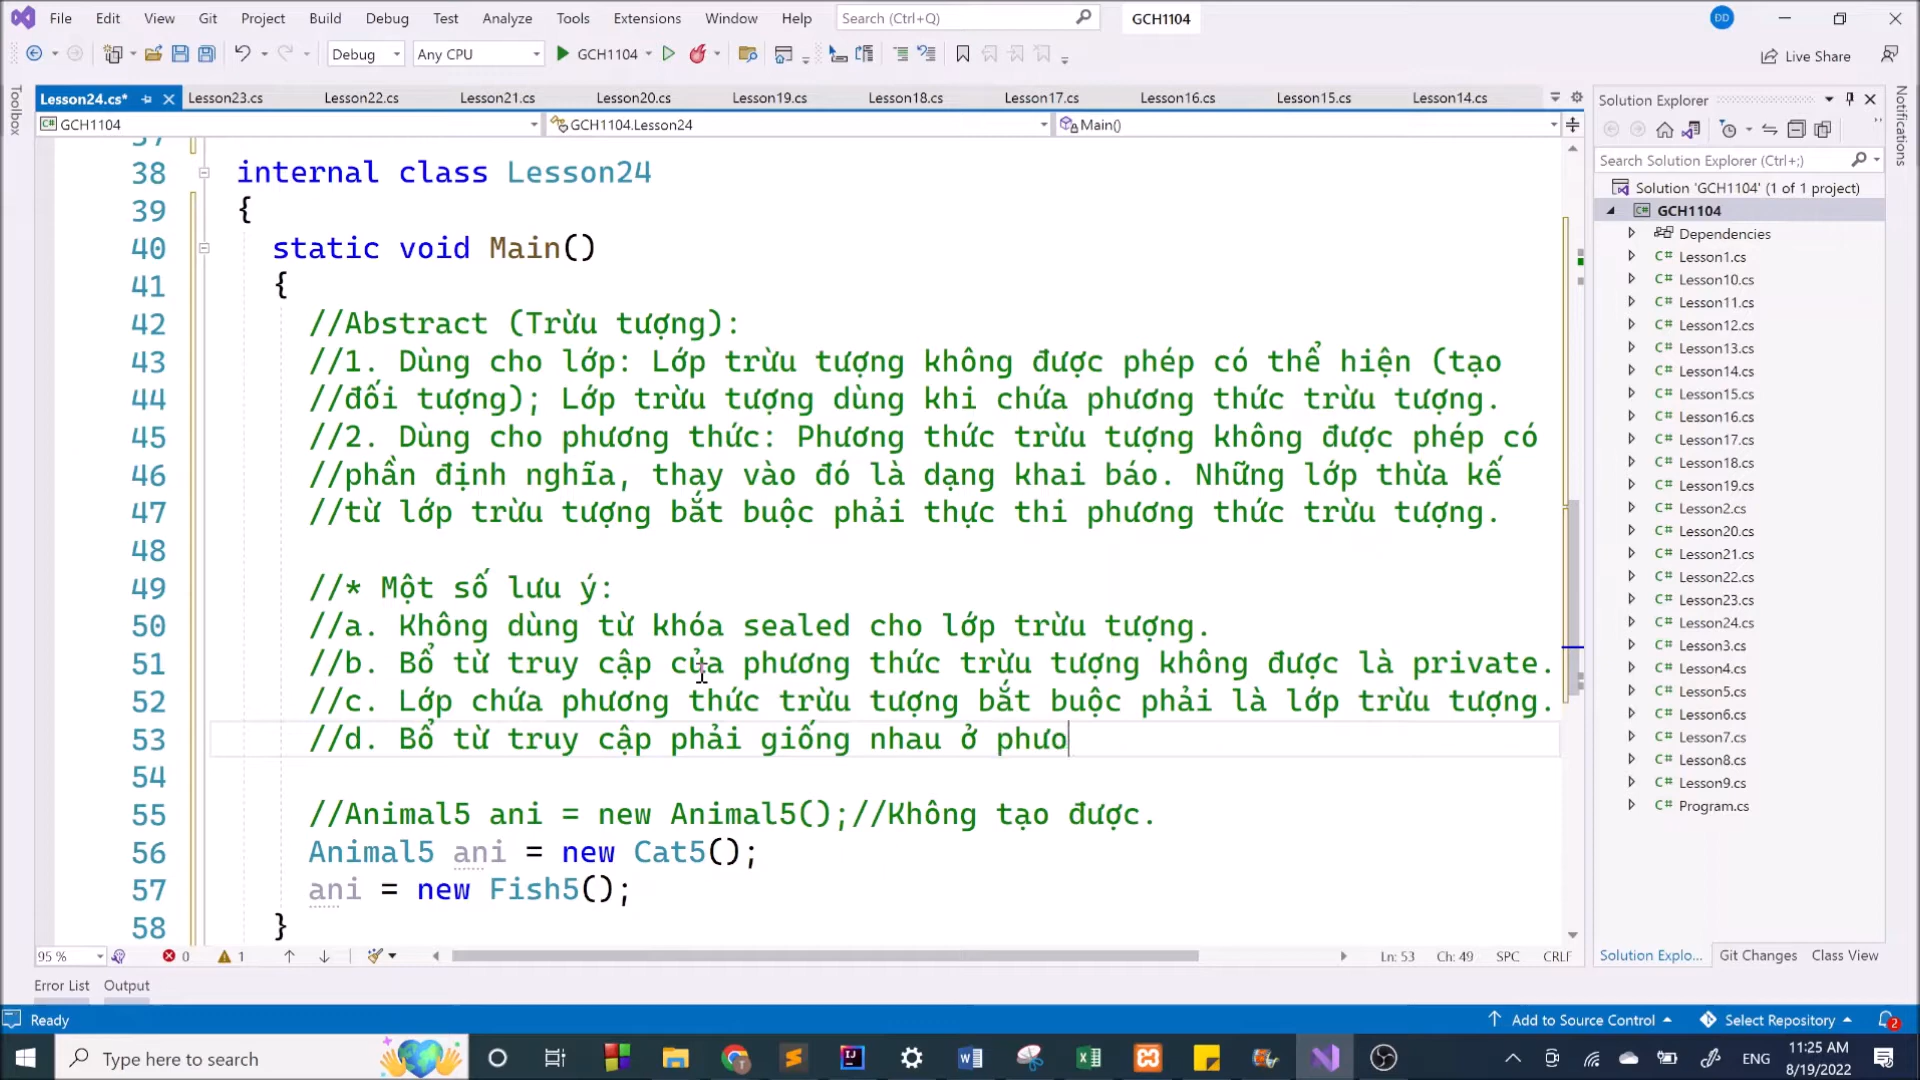 File Edit View Git Project Build Debug Test Analyze Tools Extensions Window Help Search (Ctrl+Q) GCH1104 DD
Debug Any CPU GCH1104 Live Share
Toolbox
Lesson24.cs* Lesson23.cs Lesson22.cs Lesson21.cs Lesson20.cs Lesson19.cs Lesson18.cs Lesson17.cs Lesson16.cs Lesson15.cs Lesson14.cs
GCH1104 GCH1104.Lesson24 Main()
37
38 internal class Lesson24
39 {
40 static void Main()
41 {
42 //Abstract (Trừu tượng):
43 //1. Dùng cho lớp: Lớp trừu tượng không được phép có thể hiện (tạo
44 //đối tượng); Lớp trừu tượng dùng khi chứa phương thức trừu tượng.
45 //2. Dùng cho phương thức: Phương thức trừu tượng không được phép có
46 //phần định nghĩa, thay vào đó là dạng khai báo. Những lớp thừa kế
47 //từ lớp trừu tượng bắt buộc phải thực thi phương thức trừu tượng.
48
49 //* Một số lưu ý:
50 //a. Không dùng từ khóa sealed cho lớp trừu tượng.
51 //b. Bổ từ truy cập của phương thức trừu tượng không được là private.
52 //c. Lớp chứa phương thức trừu tượng bắt buộc phải là lớp trừu tượng.
53 //d. Bổ từ truy cập phải giống nhau ở phưo
54
55 //Animal5 ani = new Animal5();//Không tạo được.
56 Animal5 ani = new Cat5();
57 ani = new Fish5();
58 }
95 % 0 1 Ln: 53 Ch: 49 SPC CRLF
Error List Output
Solution Explorer
Search Solution Explorer (Ctrl+;)
Solution 'GCH1104' (1 of 1 project)
GCH1104
Dependencies
C# Lesson1.cs
C# Lesson10.cs
C# Lesson11.cs
C# Lesson12.cs
C# Lesson13.cs
C# Lesson14.cs
C# Lesson15.cs
C# Lesson16.cs
C# Lesson17.cs
C# Lesson18.cs
C# Lesson19.cs
C# Lesson2.cs
C# Lesson20.cs
C# Lesson21.cs
C# Lesson22.cs
C# Lesson23.cs
C# Lesson24.cs
C# Lesson3.cs
C# Lesson4.cs
C# Lesson5.cs
C# Lesson6.cs
C# Lesson7.cs
C# Lesson8.cs
C# Lesson9.cs
C# Program.cs
Solution Explo... Git Changes Class View
Notifications
Ready Add to Source Control Select Repository 2
Type here to search ENG 11:25 AM
8/19/2022